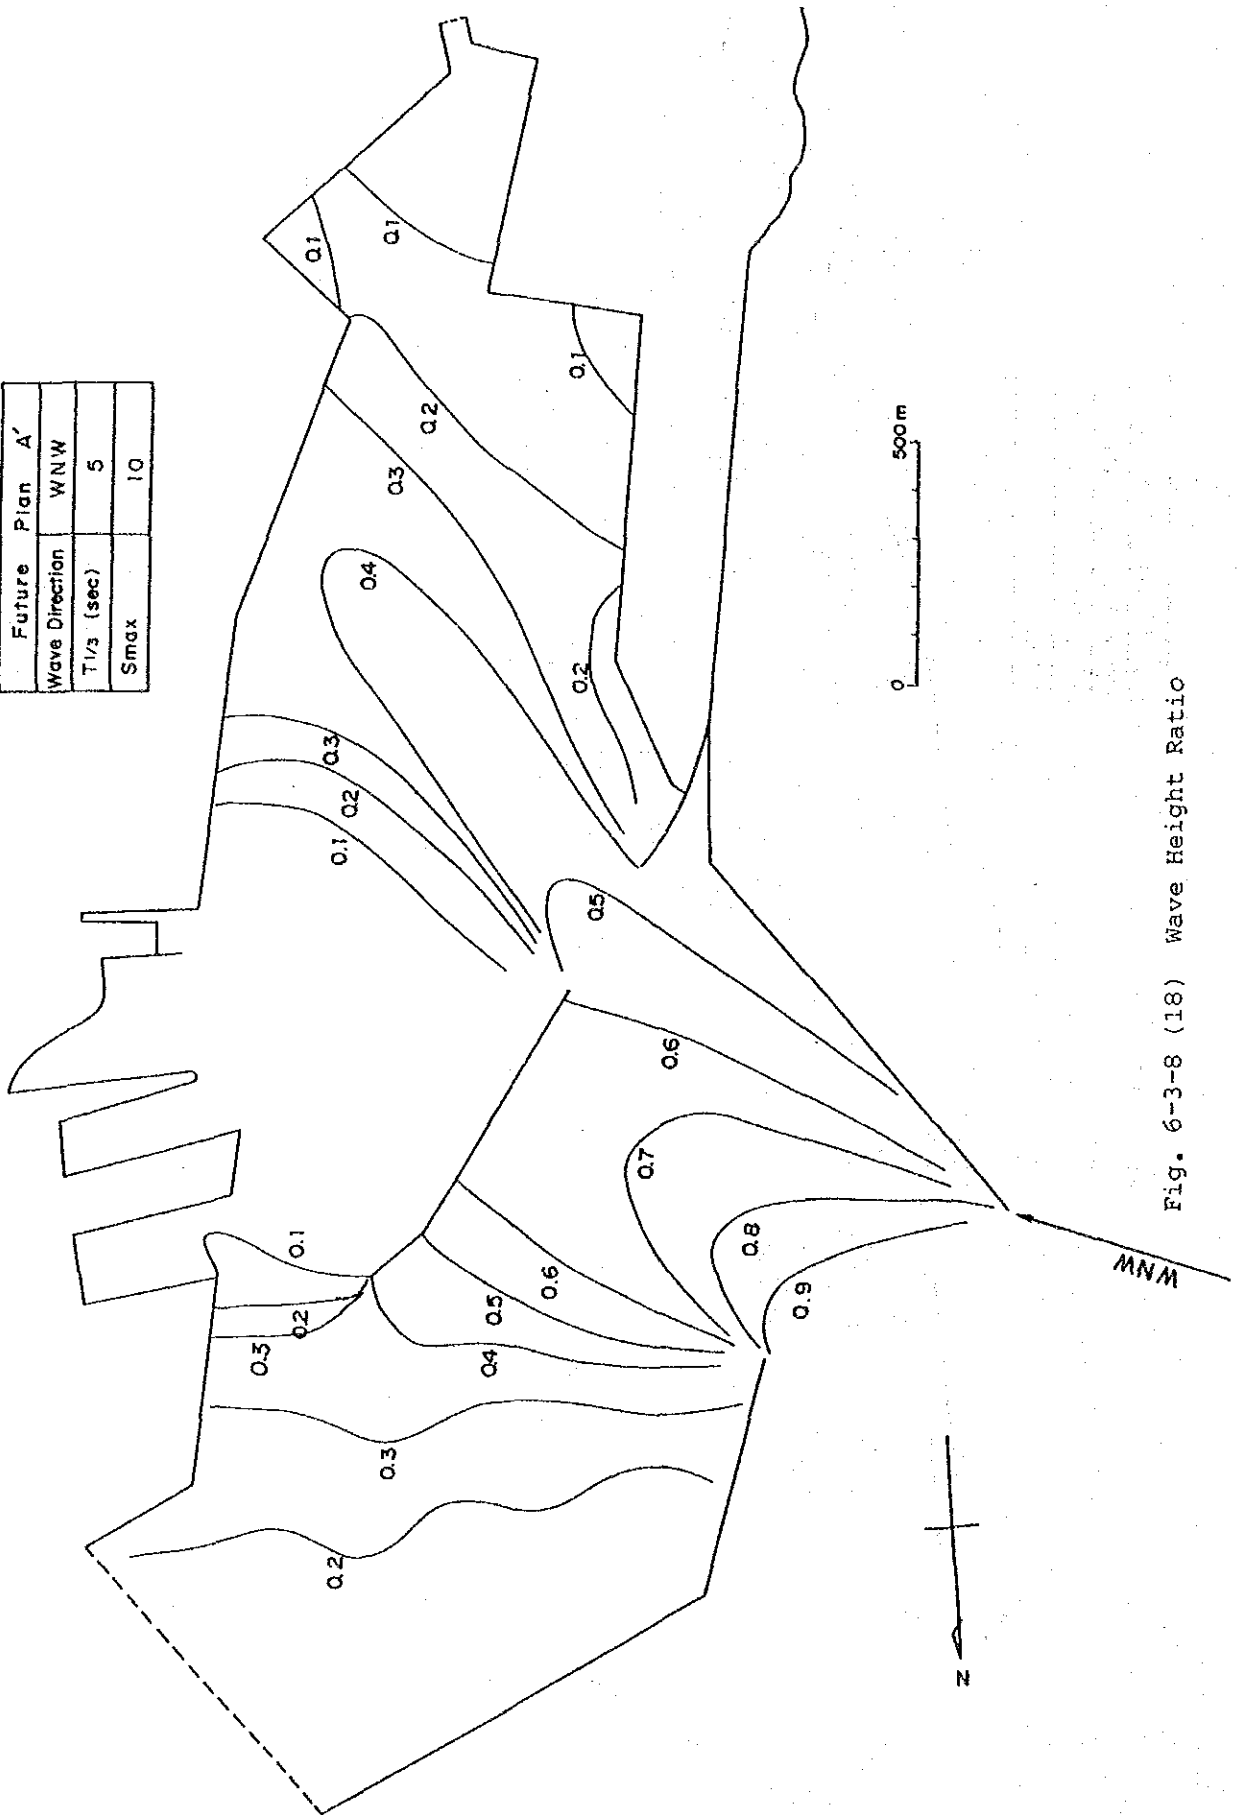 Future Plan A′
Wave Direction WNW
T1/3 (sec) 5
Smax 10
0.1
0.1
0.2
0.3
0.1
0.4
0.2
0.3
0.2
0.1
0.5
0.6
0.7
0.8
0.9
0.6
0.5
0.4
0.1
0.2
0.3
0.3
0.2
0 500m
N
WNW
Fig. 6-3-8 (18) Wave Height Ratio